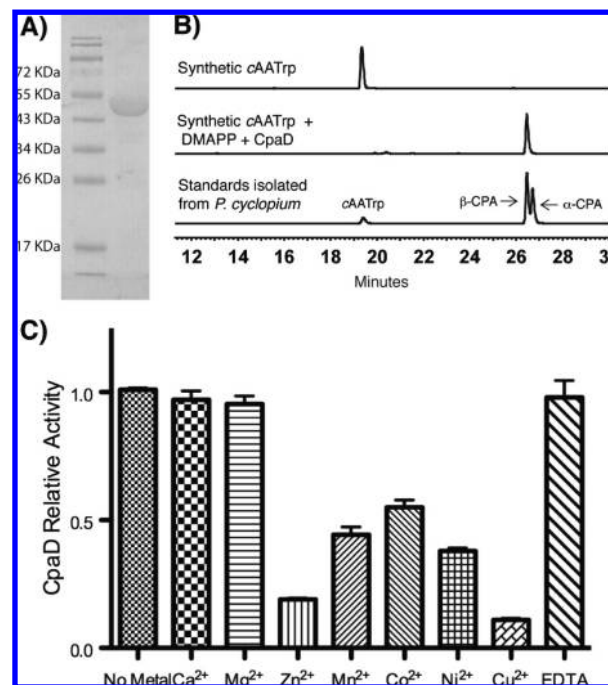 A)
72 KDa
55 KDa
43 KDa
34 KDa
26 KDa
17 KDa
B)
Synthetic cAATrp
Synthetic cAATrp +
DMAPP + CpaD
Standards isolated
from P. cyclopium
cAATrp
β-CPA → ← α-CPA
12 14 16 18 20 22 24 26 28
Minutes
C)
CpaD Relative Activity
1.0
0.5
0.0
No Metal Ca²⁺ Mg²⁺ Zn²⁺ Mn²⁺ Co²⁺ Ni²⁺ Cu²⁺ EDTA